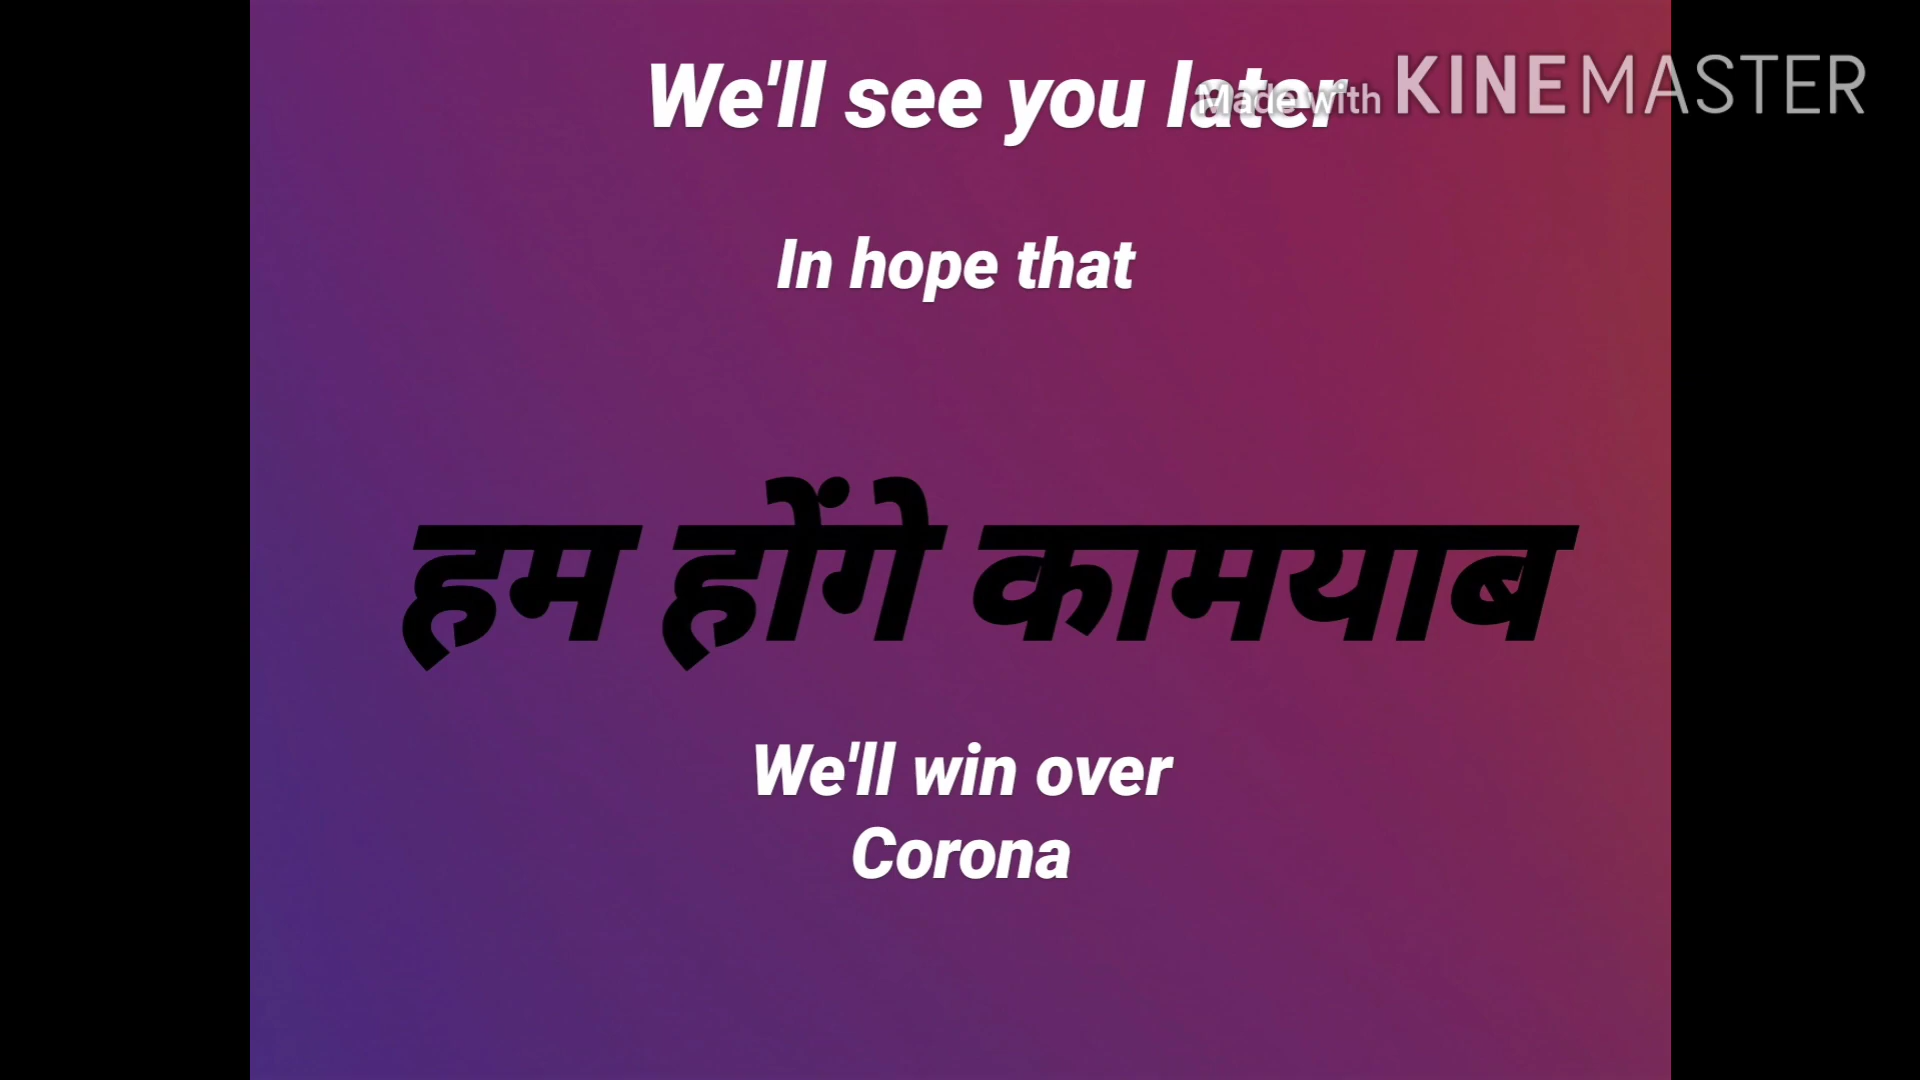 We'll see you later
Made with KINEMASTER
In hope that
हम होंगे कामयाब
We'll win over
Corona